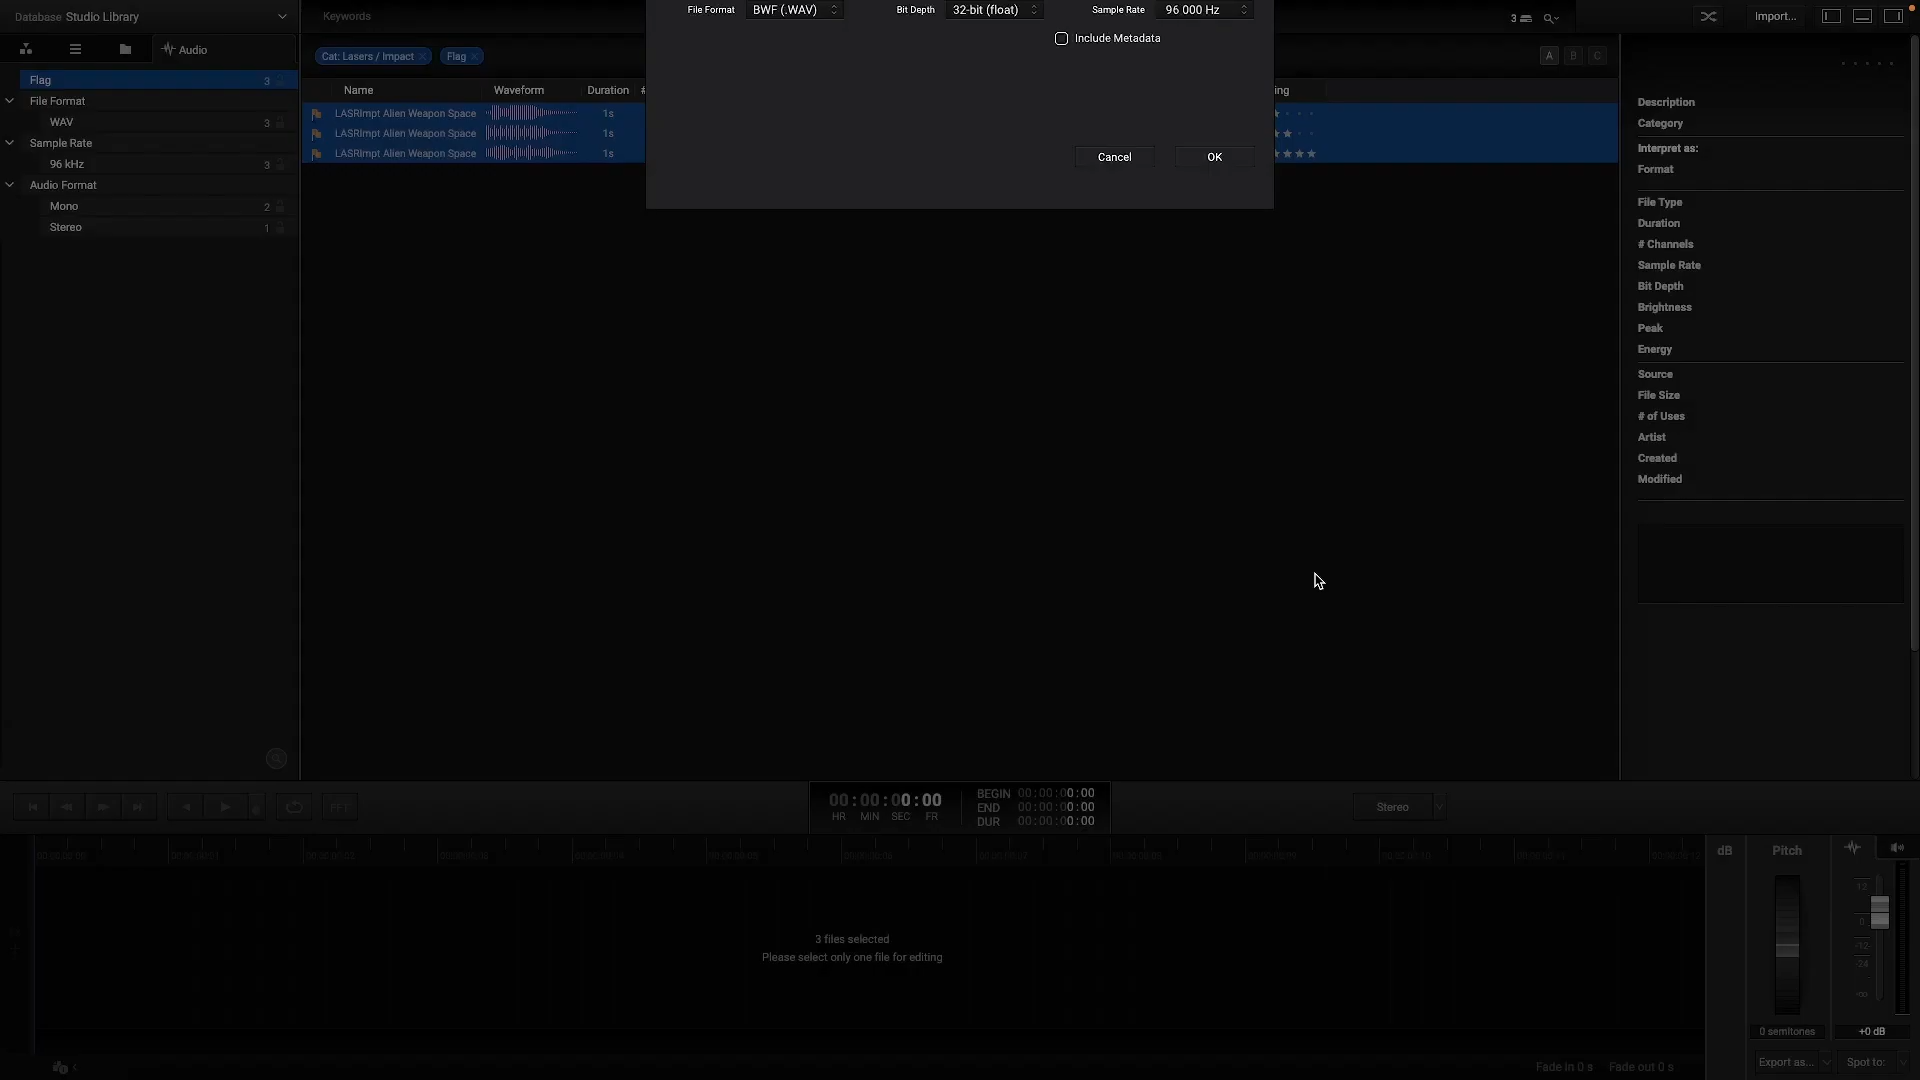 Database Studio Library
Audio
Flag 3
File Format
WAV 3
Sample Rate
96 kHz 3
Audio Format
Mono 2
Stereo 1
Keywords
Cat: Lasers / Impact
Flag
Name Waveform Duration #
LASRImpt Alien Weapon Space 1s
LASRImpt Alien Weapon Space 1s
LASRImpt Alien Weapon Space 1s
File Format BWF (.WAV) Bit Depth 32-bit (float) Sample Rate 96 000 Hz
Include Metadata
Cancel OK
ing
3
Import...
A B C
Description
Category
Interpret as:
Format
File Type
Duration
# Channels
Sample Rate
Bit Depth
Brightness
Peak
Energy
Source
File Size
# of Uses
Artist
Created
Modified
FFT
00:00:00:00
HR MIN SEC FR
BEGIN 00:00:00:00
END 00:00:00:00
DUR 00:00:00:00
Stereo
3 files selected
Please select only one file for editing
dB Pitch
12
0
-12-
-24
-∞
0 semitones +0 dB
Fade in 0 s Fade out 0 s
Export as... Spot to: